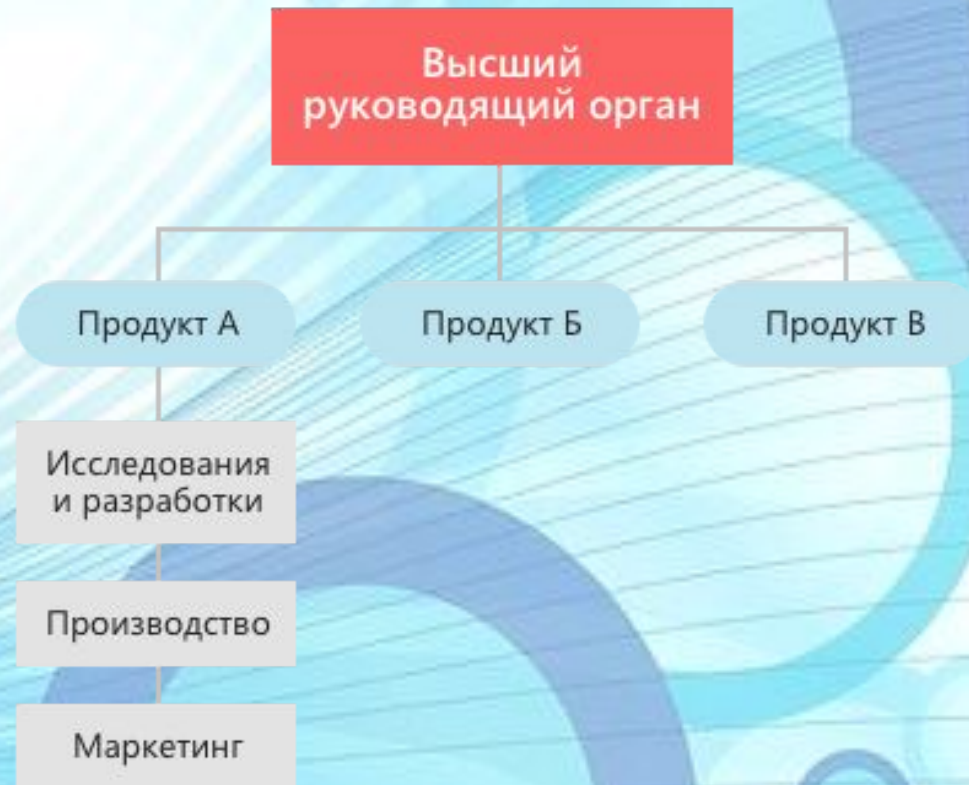 Высший
руководящий орган
Продукт А
Продукт Б
Продукт В
Исследования
и разработки
Производство
Маркетинг